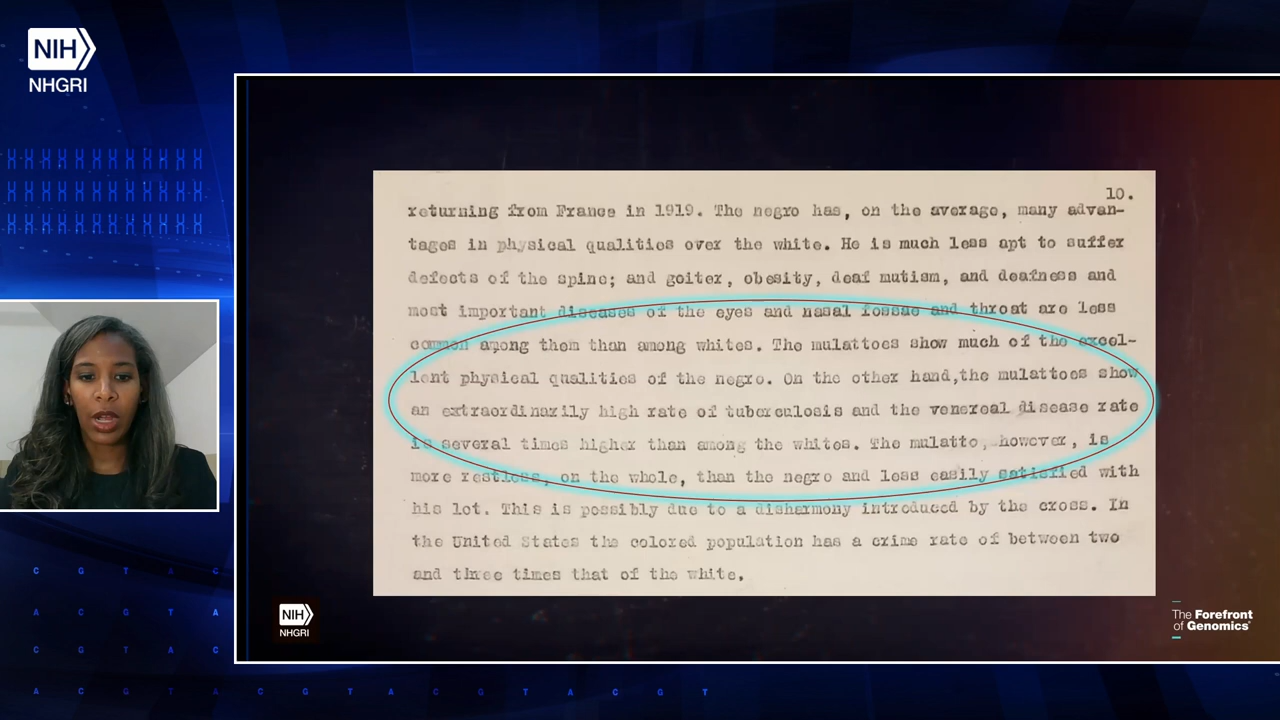 NIH
NHGRI
10.
returning from France in 1919. The negro has, on the average, many advan-
tages in physical qualities over the white. He is much less apt to suffer
defects of the spine; and goiter, obesity, deaf mutism, and deafness and
most important diseases of the eyes and nasal fossae and throat are less
common among them than among whites. The mulattoes show much of the excel-
lent physical qualities of the negro. On the other hand,the mulattoes show
an extraordinarily high rate of tuberculosis and the venereal disease rate
is several times higher than among the whites. The mulatto, however, is
more restless, on the whole, than the negro and less easily satisfied with
his lot. This is possibly due to a disharmony introduced by the cross. In
the United States the colored population has a crime rate of between two
and three times that of the white.
NIH
NHGRI
The Forefront
of Genomics®
C G T A C
A C G T A
C G T A C
A C G T A C G T A C G T A C G T